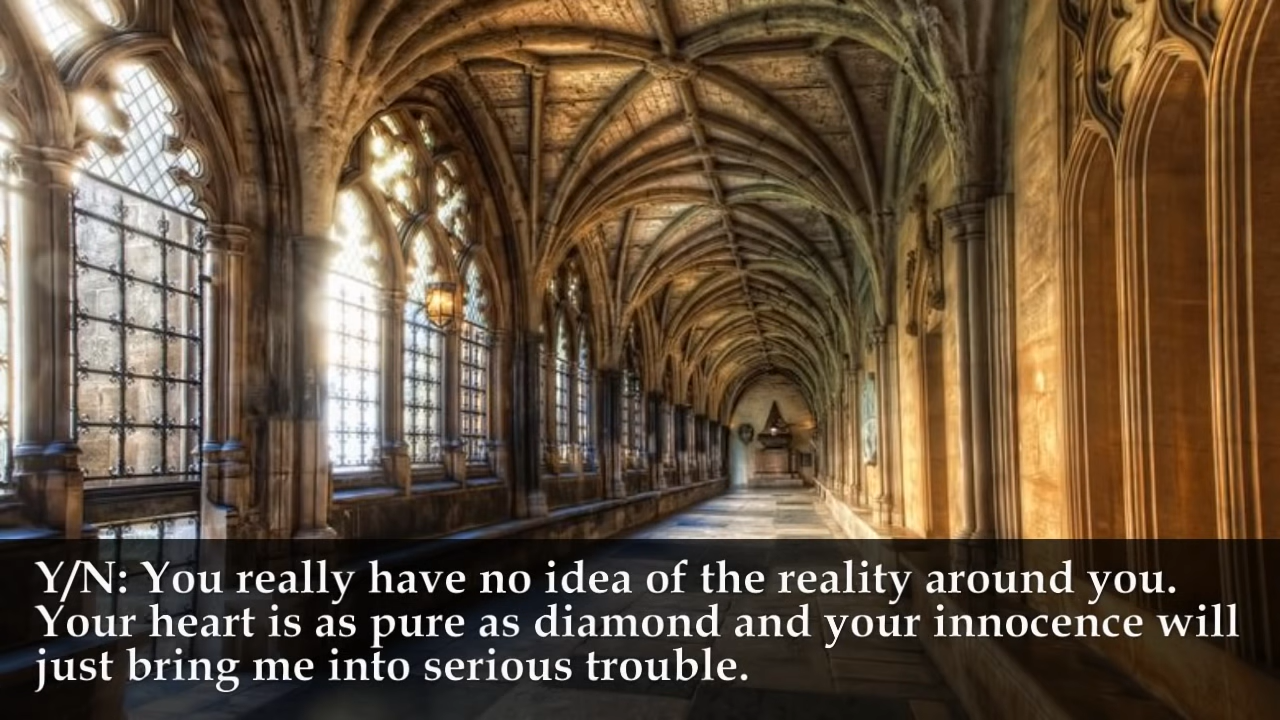 Y/N: You really have no idea of the reality around you.
Your heart is as pure as diamond and your innocence will
just bring me into serious trouble.